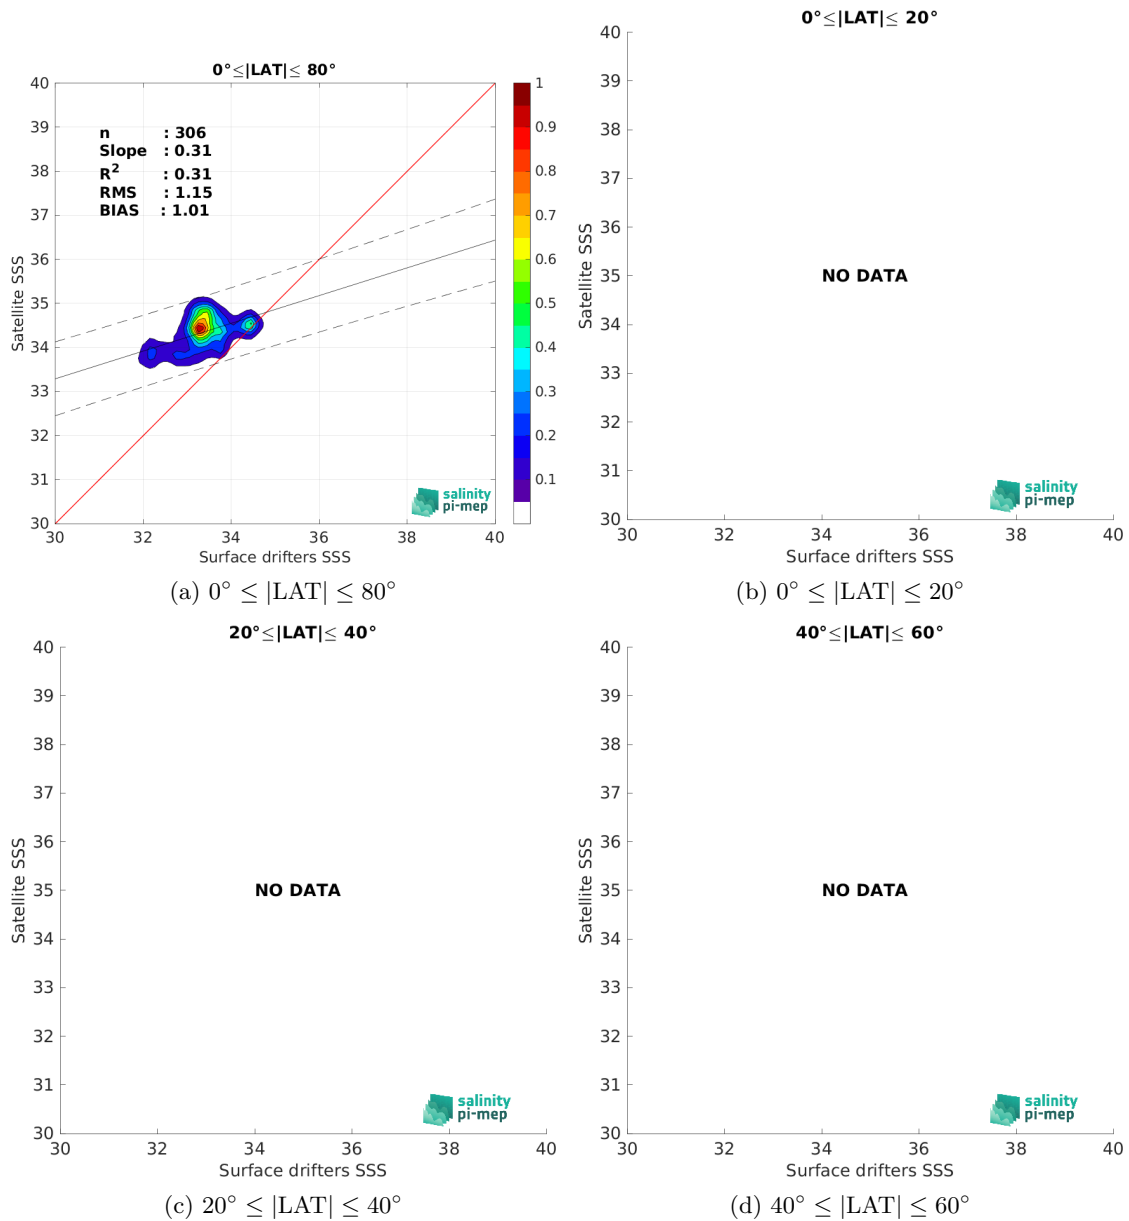 0°≤|LAT|≤ 80°
40
39
38
37
36
35
34
33
32
31
30
Satellite SSS
n : 306
Slope : 0.31
R² : 0.31
RMS : 1.15
BIAS : 1.01
salinity
pi-mep
30 32 34 36 38 40
Surface drifters SSS
1
0.9
0.8
0.7
0.6
0.5
0.4
0.3
0.2
0.1
(a) 0° ≤ |LAT| ≤ 80°
0°≤|LAT|≤ 20°
40
39
38
37
36
35
34
33
32
31
30
Satellite SSS
NO DATA
salinity
pi-mep
30 32 34 36 38 40
Surface drifters SSS
(b) 0° ≤ |LAT| ≤ 20°
20°≤|LAT|≤ 40°
40
39
38
37
36
35
34
33
32
31
30
Satellite SSS
NO DATA
salinity
pi-mep
30 32 34 36 38 40
Surface drifters SSS
(c) 20° ≤ |LAT| ≤ 40°
40°≤|LAT|≤ 60°
40
39
38
37
36
35
34
33
32
31
30
Satellite SSS
NO DATA
salinity
pi-mep
30 32 34 36 38 40
Surface drifters SSS
(d) 40° ≤ |LAT| ≤ 60°